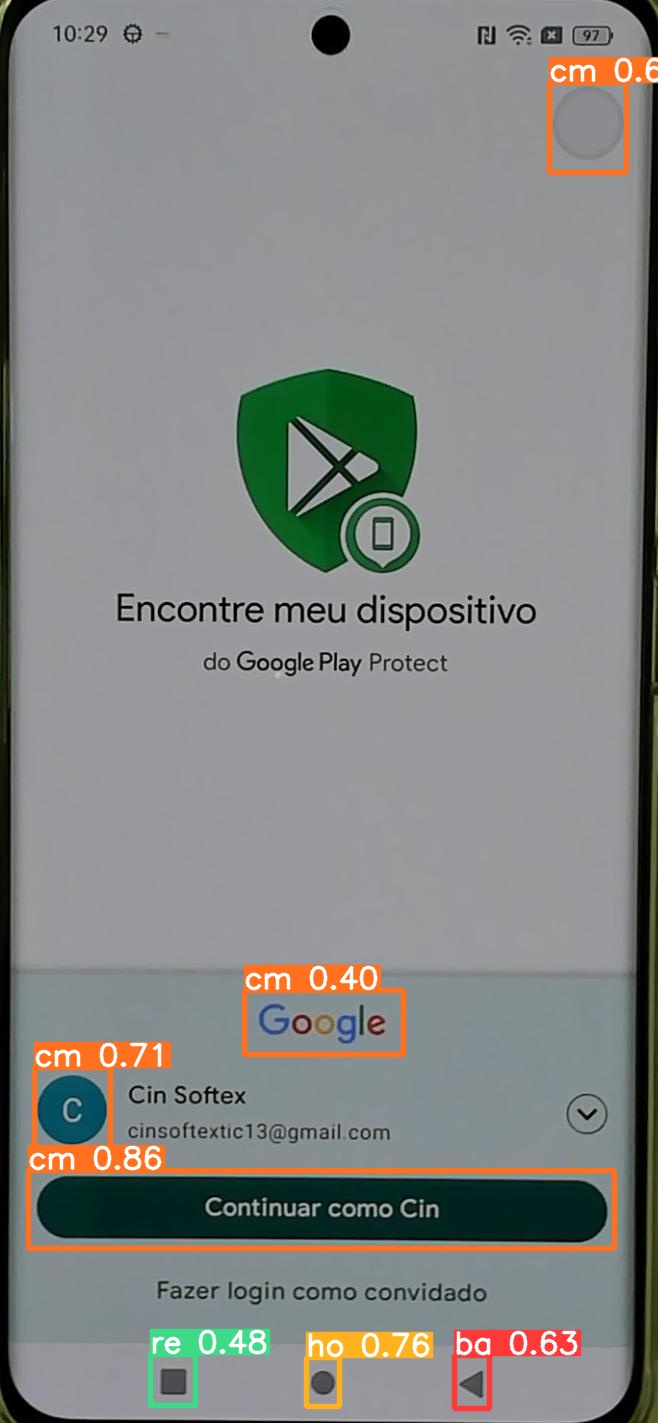 10:29
97
cm 0.6
Encontre meu dispositivo
do Google Play Protect
cm 0.40
Google
cm 0.71
C
Cin Softex
cinsoftextic13@gmail.com
cm 0.86
Continuar como Cin
Fazer login como convidado
re 0.48
ho 0.76
ba 0.63